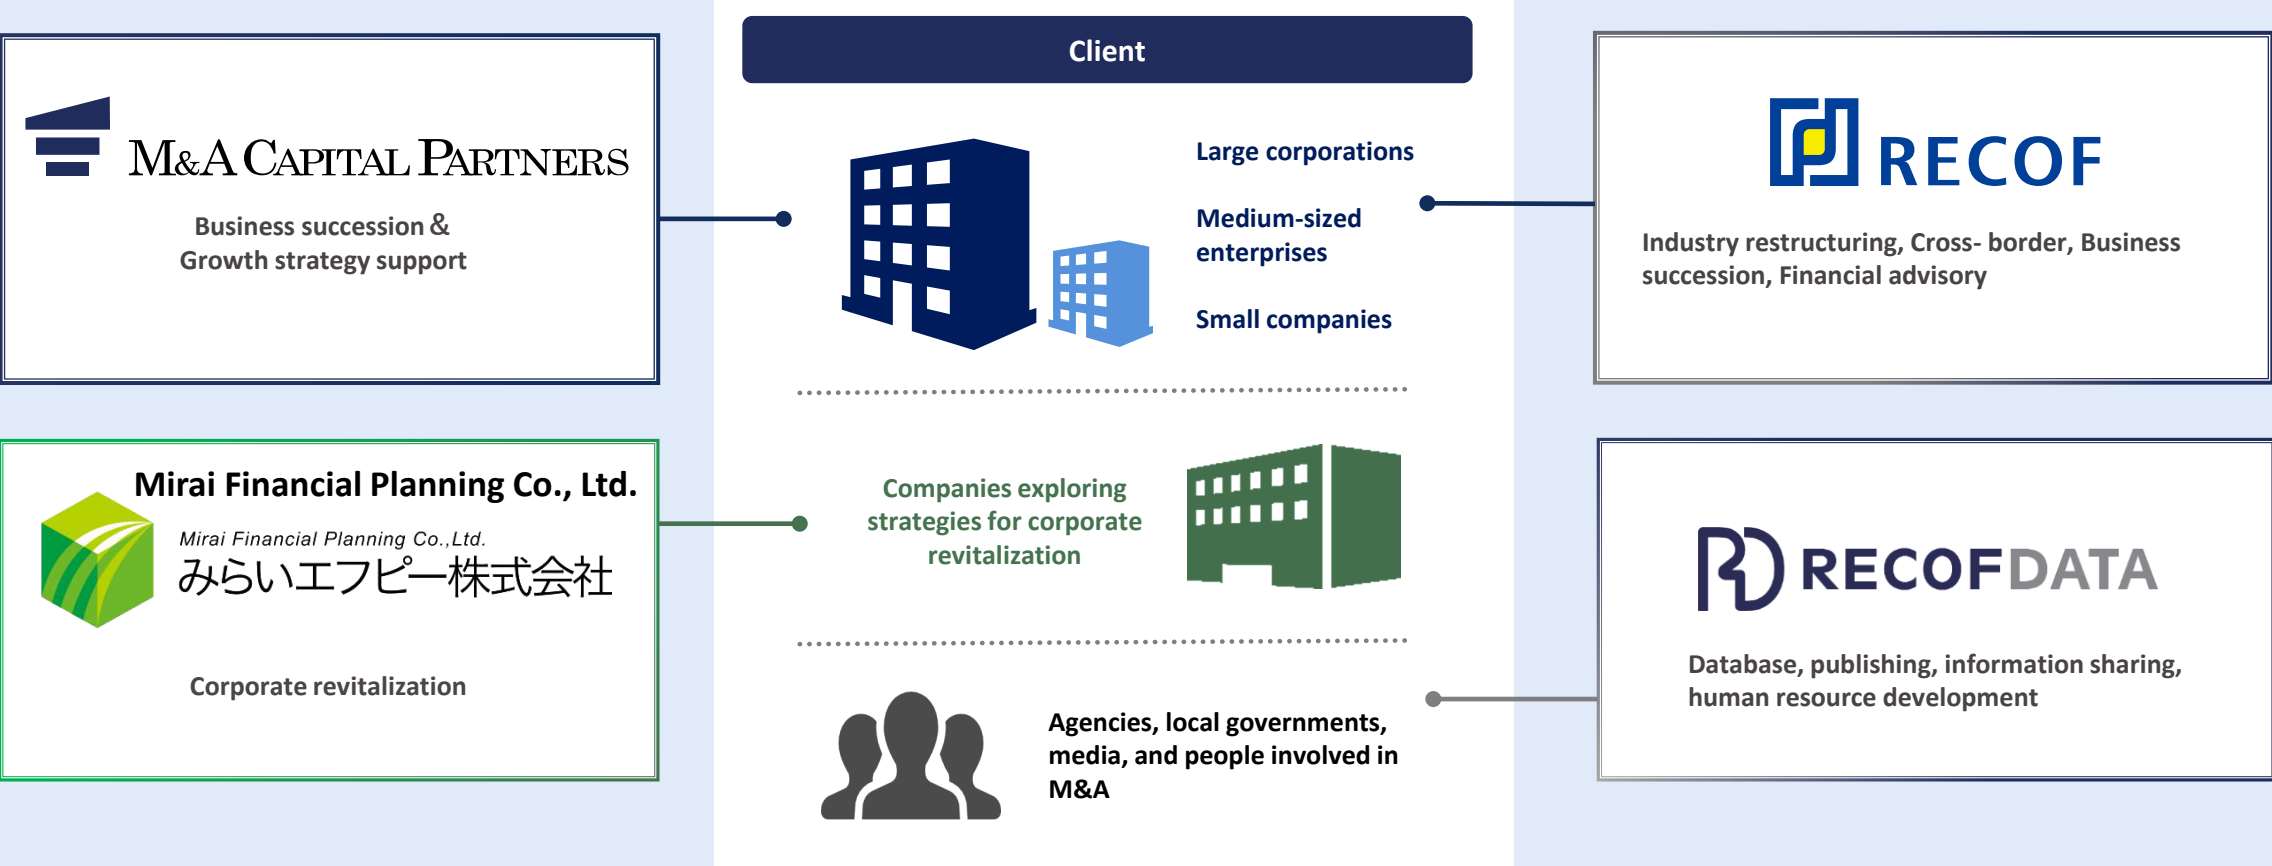 Client
M&A CAPITAL PARTNERS
Business succession &
Growth strategy support
Large corporations
Medium-sized
enterprises
Small companies
RECOF
Industry restructuring, Cross- border, Business
succession, Financial advisory
Mirai Financial Planning Co., Ltd.
Mirai Financial Planning Co.,Ltd.
みらいエフピー株式会社
Corporate revitalization
Companies exploring
strategies for corporate
revitalization
RECOFDATA
Database, publishing, information sharing,
human resource development
Agencies, local governments,
media, and people involved in
M&A